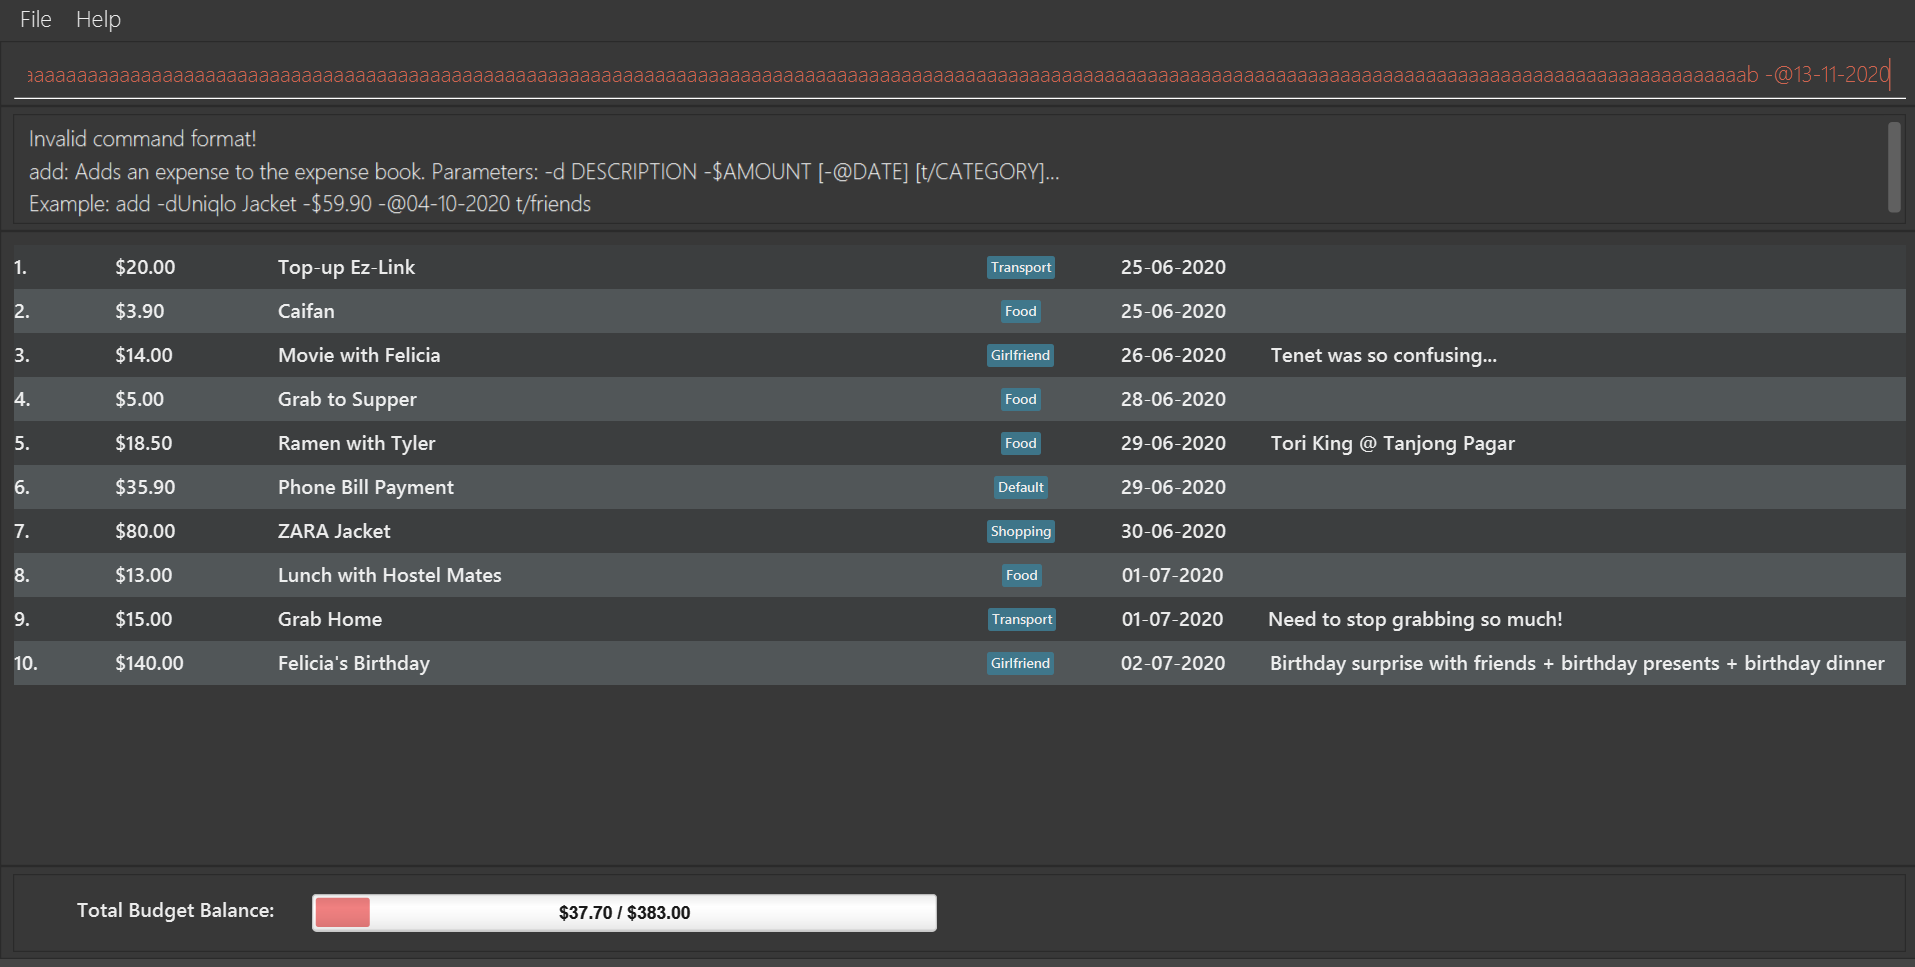 File Help
aaaaaaaaaaaaaaaaaaaaaaaaaaaaaaaaaaaaaaaaaaaaaaaaaaaaaaaaaaaaaaaaaaaaaaaaaaaaaaaaaaaaaaaaaaaaaaaaaaaaaaaaaaaaaaaaaaaaaaaaaaaaaaaaaaaaaaaaaaaaaaaaaaaaaaaaaaaaaaaaab -@13-11-2020
Invalid command format!
add: Adds an expense to the expense book. Parameters: -d DESCRIPTION -$AMOUNT [-@DATE] [t/CATEGORY]...
Example: add -dUniqlo Jacket -$59.90 -@04-10-2020 t/friends
1. $20.00 Top-up Ez-Link Transport 25-06-2020
2. $3.90 Caifan Food 25-06-2020
3. $14.00 Movie with Felicia Girlfriend 26-06-2020 Tenet was so confusing...
4. $5.00 Grab to Supper Food 28-06-2020
5. $18.50 Ramen with Tyler Food 29-06-2020 Tori King @ Tanjong Pagar
6. $35.90 Phone Bill Payment Default 29-06-2020
7. $80.00 ZARA Jacket Shopping 30-06-2020
8. $13.00 Lunch with Hostel Mates Food 01-07-2020
9. $15.00 Grab Home Transport 01-07-2020 Need to stop grabbing so much!
10. $140.00 Felicia's Birthday Girlfriend 02-07-2020 Birthday surprise with friends + birthday presents + birthday dinner
Total Budget Balance: $37.70 / $383.00